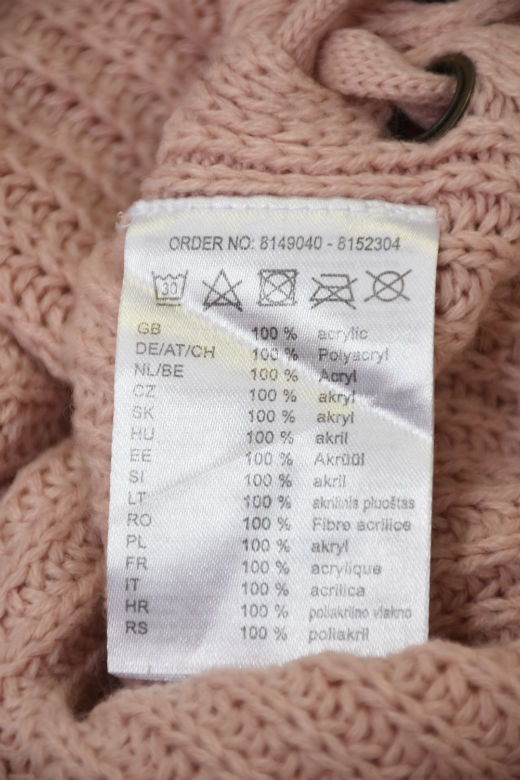 ORDER NO: 8149040 - 8152304
30
GB 100 % acrylic
DE/AT/CH 100 % Polyacryl
NL/BE 100 % Acryl
CZ 100 % akryl
SK 100 % akryl
HU 100 % akril
EE 100 % Akrüül
SI 100 % akril
LT 100 % akrilinis pluoštas
RO 100 % Fibre acrilice
PL 100 % akryl
FR 100 % acrylique
IT 100 % acrilica
HR 100 % poliakrilno vlakno
RS 100 % poliakril